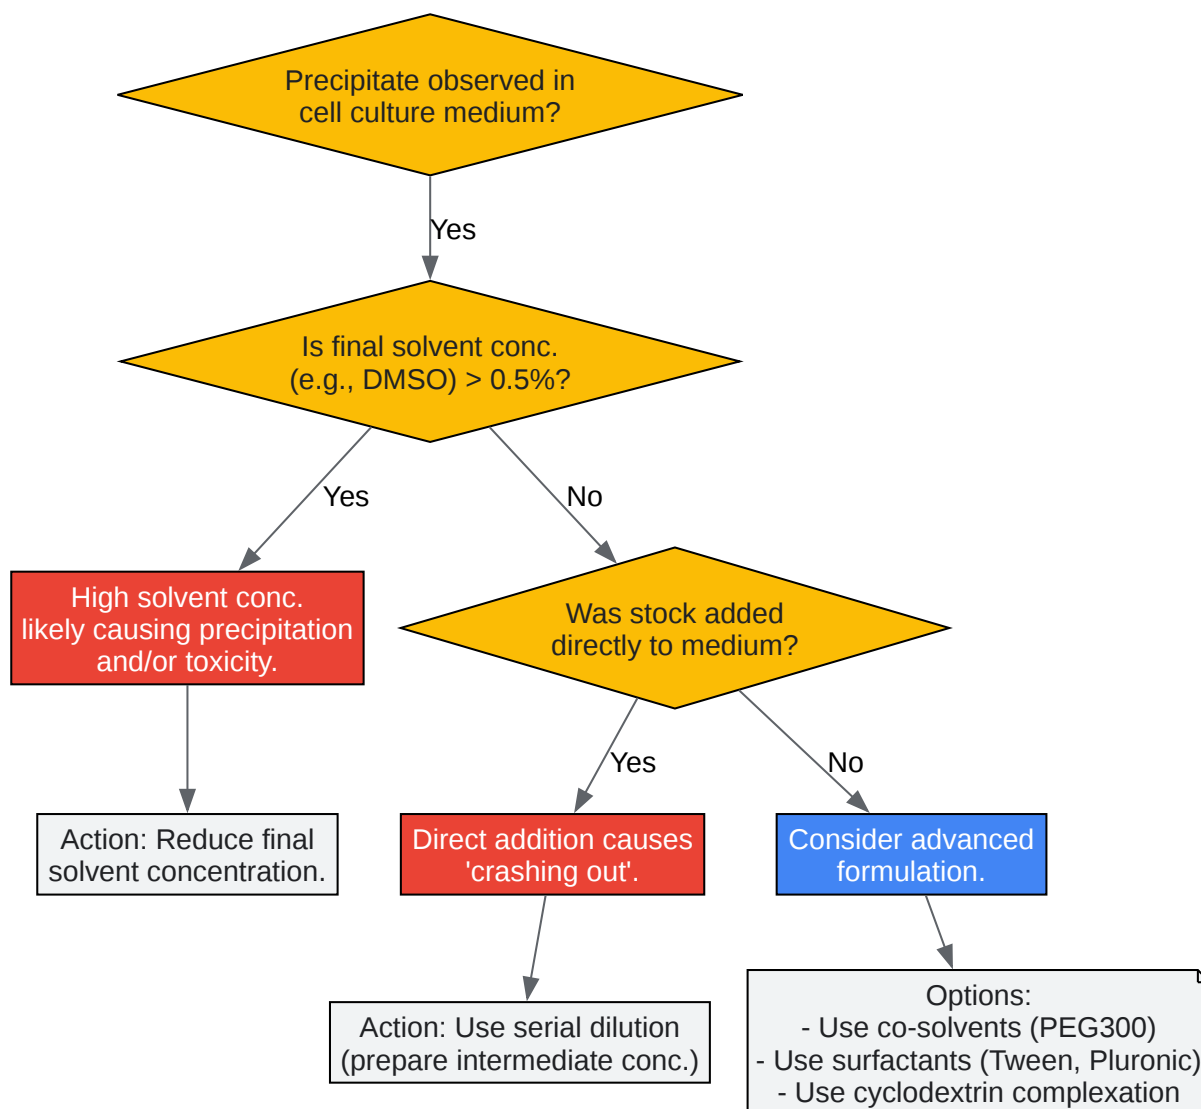 Precipitate observed in
cell culture medium?
Yes
Is final solvent conc.
(e.g., DMSO) > 0.5%?
Yes
No
High solvent conc.
likely causing precipitation
and/or toxicity.
Was stock added
directly to medium?
Yes
No
Action: Reduce final
solvent concentration.
Direct addition causes
'crashing out'.
Consider advanced
formulation.
Action: Use serial dilution
(prepare intermediate conc.)
Options:
- Use co-solvents (PEG300)
- Use surfactants (Tween, Pluronic)
- Use cyclodextrin complexation